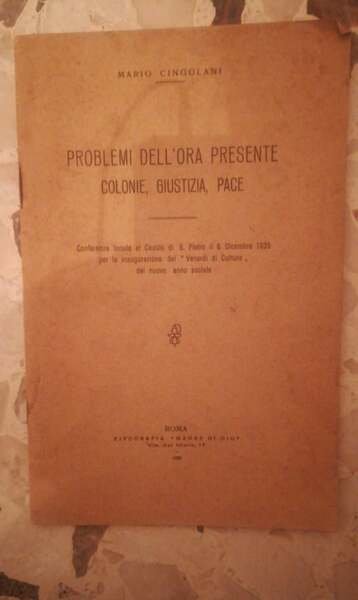 MARIO CINGOLANI
PROBLEMI DELL'ORA PRESENTE
COLONIE, GIUSTIZIA, PACE
Conferenza tenuta al Circolo di S. Pietro il 6 Dicembre 1935
per la inaugurazione dei "Venerdì di Cultura„
del nuovo anno sociale
ROMA
TIPOGRAFIA "MADRE DI DIO"